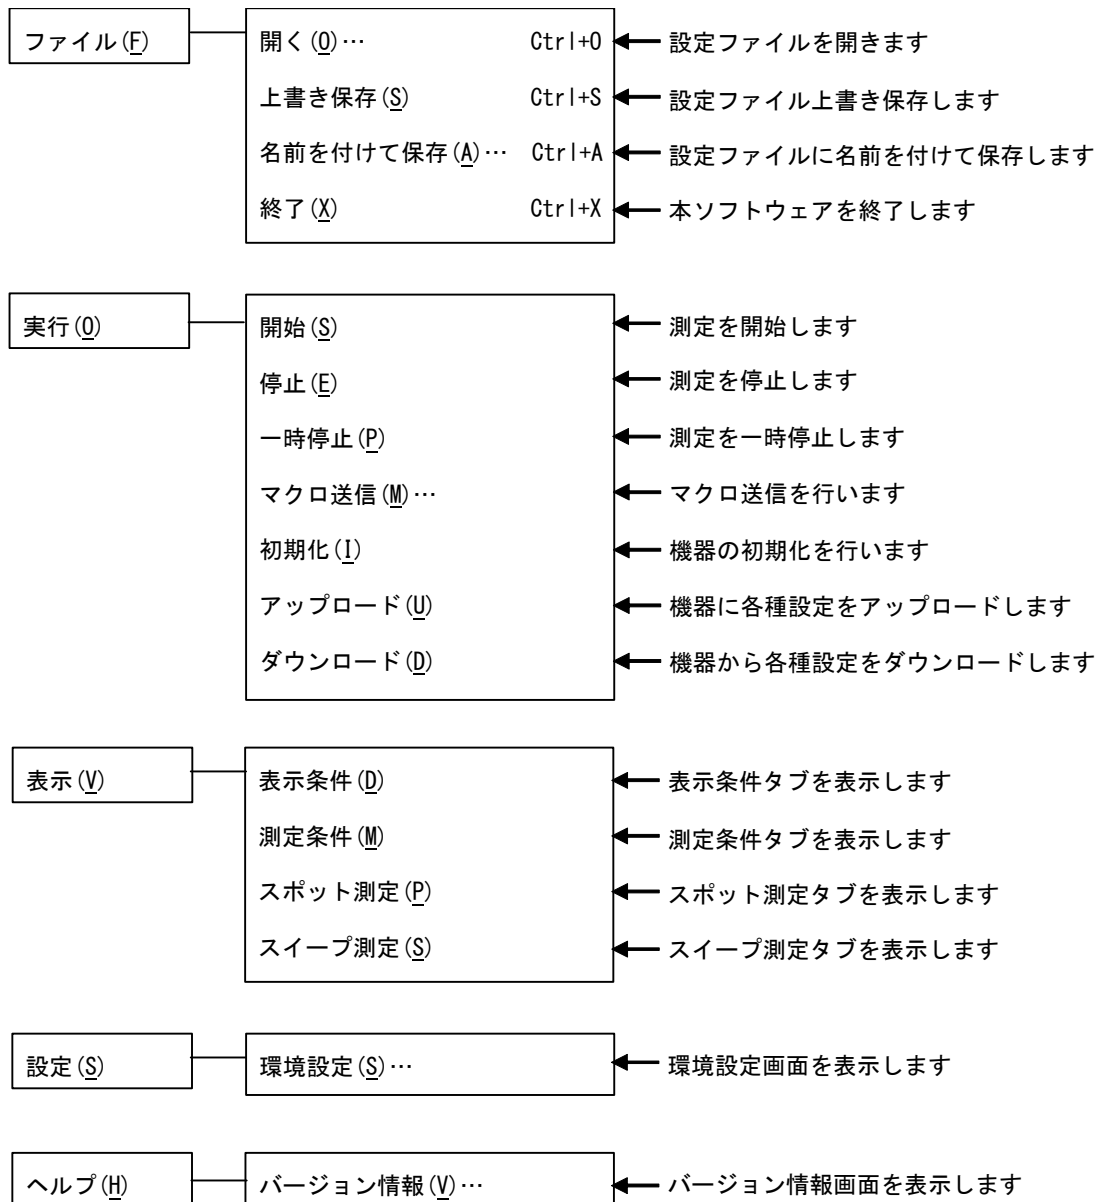 ファイル(F) 開く(O)… Ctrl+O 設定ファイルを開きます
上書き保存(S) Ctrl+S 設定ファイル上書き保存します
名前を付けて保存(A)… Ctrl+A 設定ファイルに名前を付けて保存します
終了(X) Ctrl+X 本ソフトウェアを終了します
実行(O) 開始(S) 測定を開始します
停止(E) 測定を停止します
一時停止(P) 測定を一時停止します
マクロ送信(M)… マクロ送信を行います
初期化(I) 機器の初期化を行います
アップロード(U) 機器に各種設定をアップロードします
ダウンロード(D) 機器から各種設定をダウンロードします
表示(V) 表示条件(D) 表示条件タブを表示します
測定条件(M) 測定条件タブを表示します
スポット測定(P) スポット測定タブを表示します
スイープ測定(S) スイープ測定タブを表示します
設定(S) 環境設定(S)… 環境設定画面を表示します
ヘルプ(H) バージョン情報(V)… バージョン情報画面を表示します